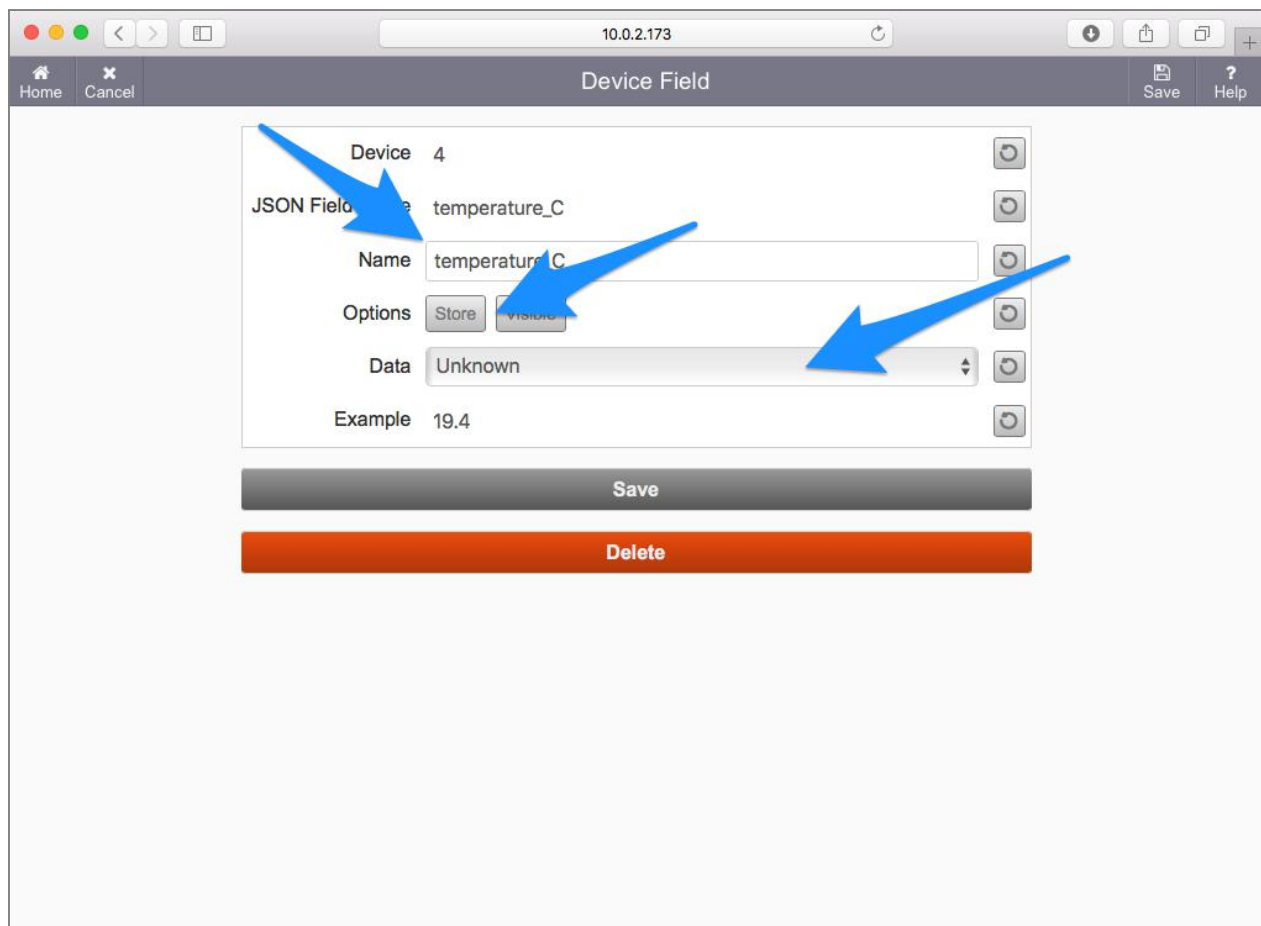 10.0.2.173
Home Cancel Device Field Save Help
Device 4
JSON Field temperature_C
Name temperature_C
Options Store Visible
Data Unknown
Example 19.4
Save
Delete